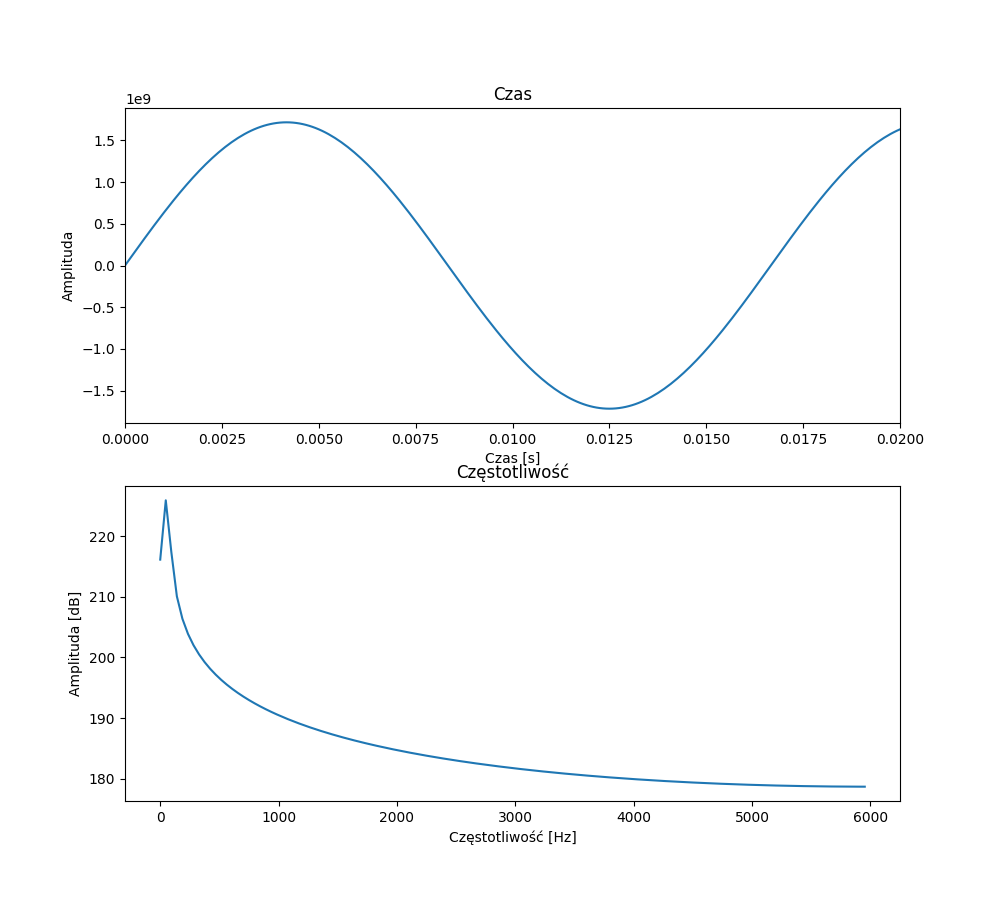 Czas
1e9
Amplituda
1.5
1.0
0.5
0.0
−0.5
−1.0
−1.5
0.0000 0.0025 0.0050 0.0075 0.0100 0.0125 0.0150 0.0175 0.0200
Czas [s]
Częstotliwość
Amplituda [dB]
220
210
200
190
180
0 1000 2000 3000 4000 5000 6000
Częstotliwość [Hz]